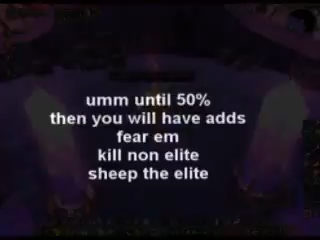 umm until 50%
then you will have adds
fear em
kill non elite
sheep the elite